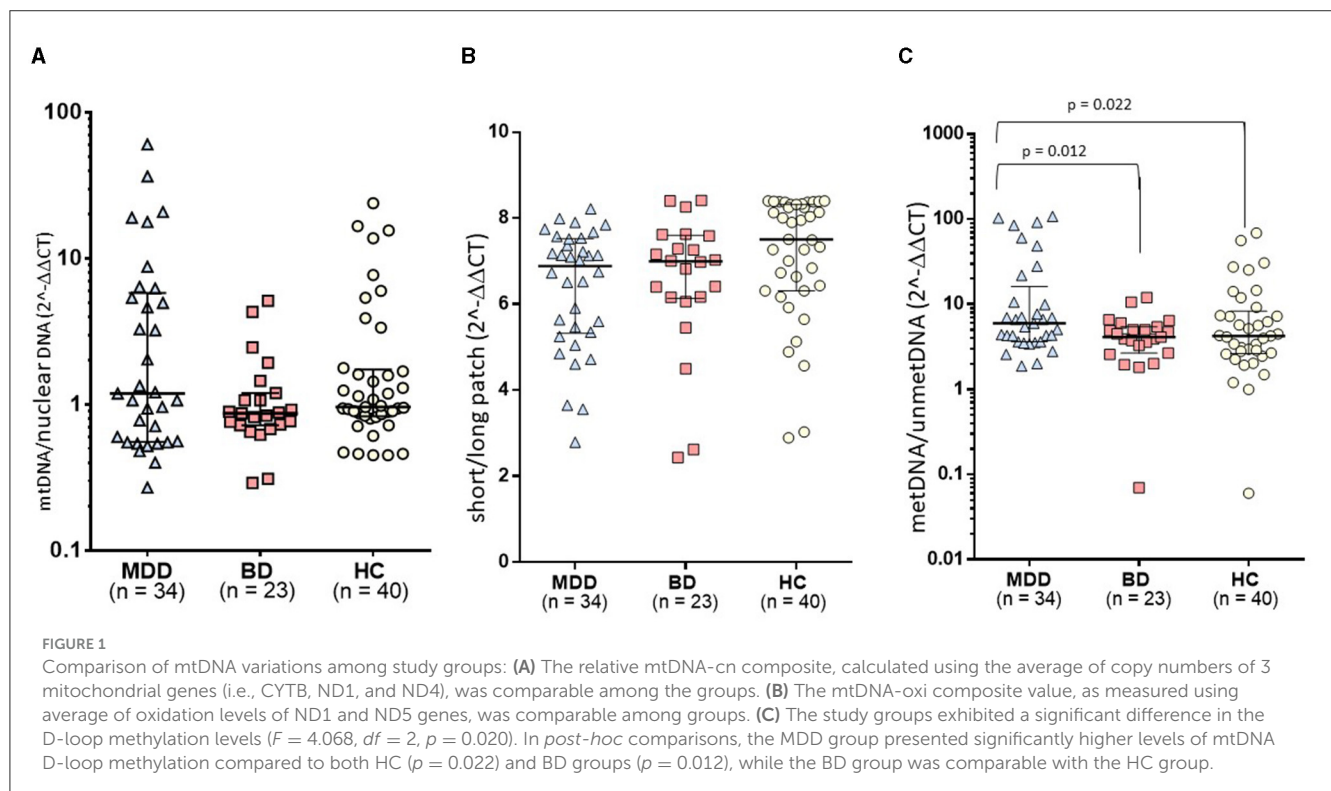 A
mtDNA/nuclear DNA (2^-ΔΔCT)
100
10
1
0.1
MDD
(n = 34)
BD
(n = 23)
HC
(n = 40)
B
short/long patch (2^-ΔΔCT)
10
8
6
4
2
0
MDD
(n = 34)
BD
(n = 23)
HC
(n = 40)
C
p = 0.022
p = 0.012
metDNA/unmetDNA (2^-ΔΔCT)
1000
100
10
1
0.1
0.01
MDD
(n = 34)
BD
(n = 23)
HC
(n = 40)
FIGURE 1
Comparison of mtDNA variations among study groups: (A) The relative mtDNA-cn composite, calculated using the average of copy numbers of 3
mitochondrial genes (i.e., CYTB, ND1, and ND4), was comparable among the groups. (B) The mtDNA-oxi composite value, as measured using
average of oxidation levels of ND1 and ND5 genes, was comparable among groups. (C) The study groups exhibited a significant difference in the
D-loop methylation levels (F = 4.068, df = 2, p = 0.020). In post-hoc comparisons, the MDD group presented significantly higher levels of mtDNA
D-loop methylation compared to both HC (p = 0.022) and BD groups (p = 0.012), while the BD group was comparable with the HC group.